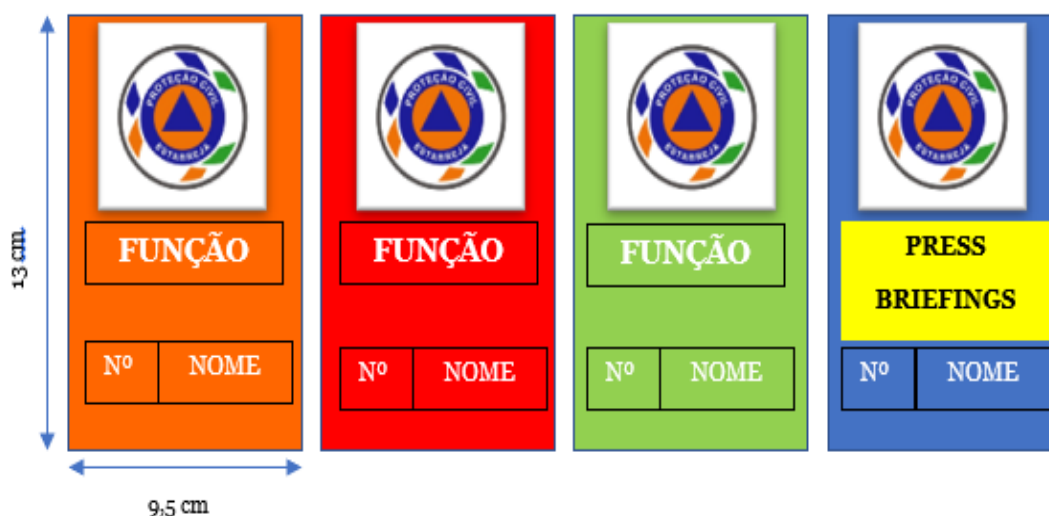 PROTEÇÃO CIVIL
ESTARREJA
FUNÇÃO
Nº NOME
PROTEÇÃO CIVIL
ESTARREJA
FUNÇÃO
Nº NOME
PROTEÇÃO CIVIL
ESTARREJA
FUNÇÃO
Nº NOME
PROTEÇÃO CIVIL
ESTARREJA
PRESS
BRIEFINGS
Nº NOME
13 cm
9,5 cm